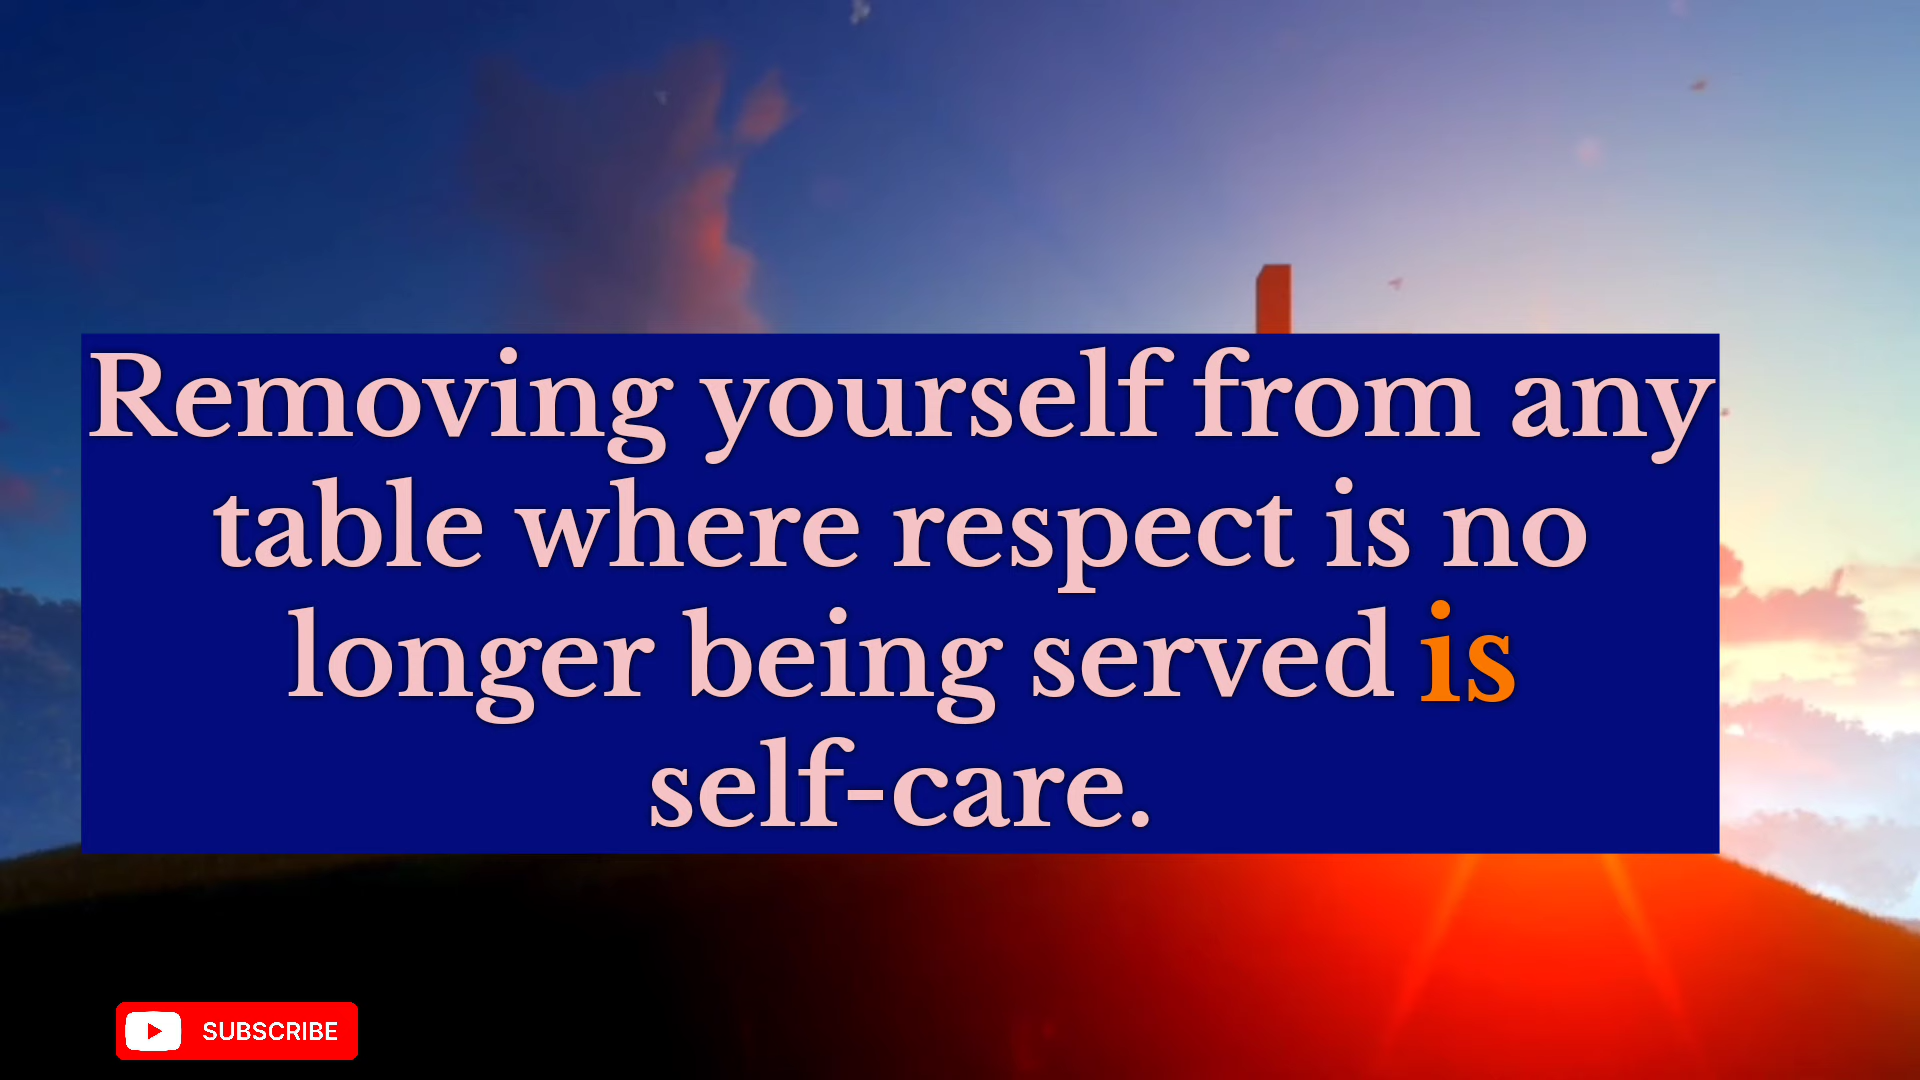 Removing yourself from any
table where respect is no
longer being served is
self-care.
SUBSCRIBE